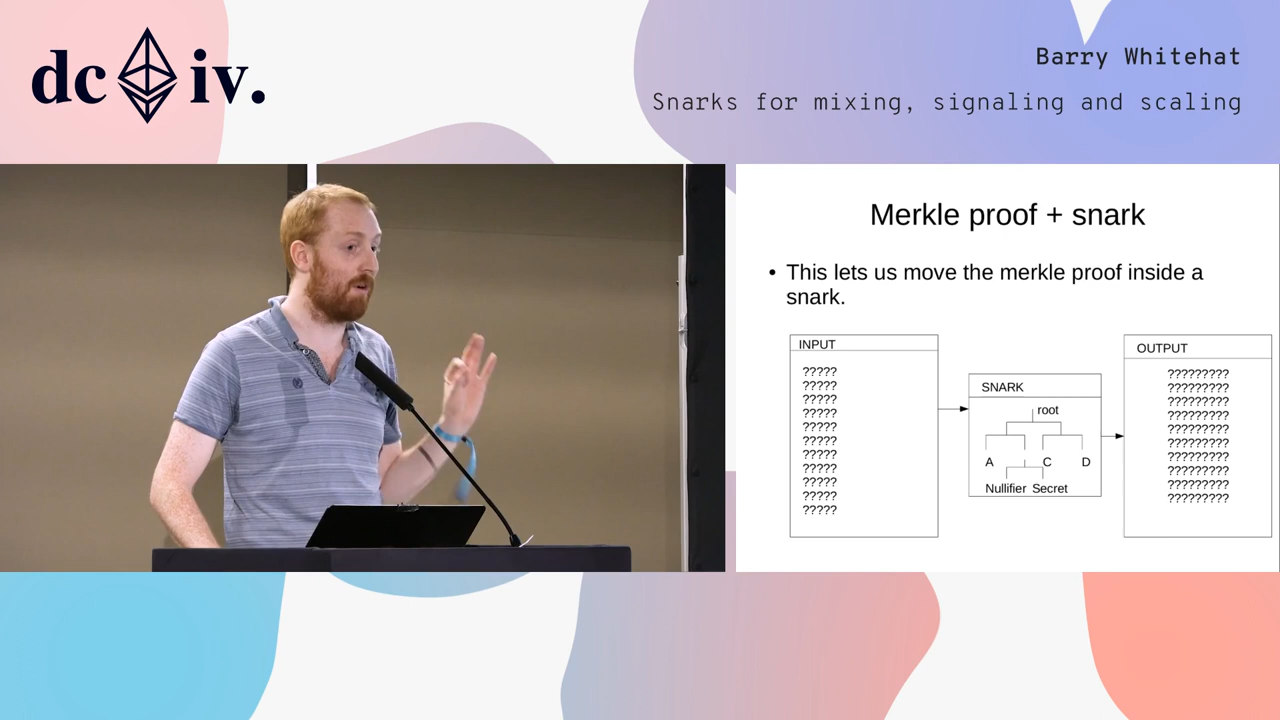 dc iv.
Barry Whitehat
Snarks for mixing, signaling and scaling
Merkle proof + snark
• This lets us move the merkle proof inside a
snark.
INPUT
?????
?????
?????
?????
?????
?????
?????
?????
?????
?????
?????
SNARK
root
A C D
Nullifier Secret
OUTPUT
?????????
?????????
?????????
?????????
?????????
?????????
?????????
?????????
?????????
?????????